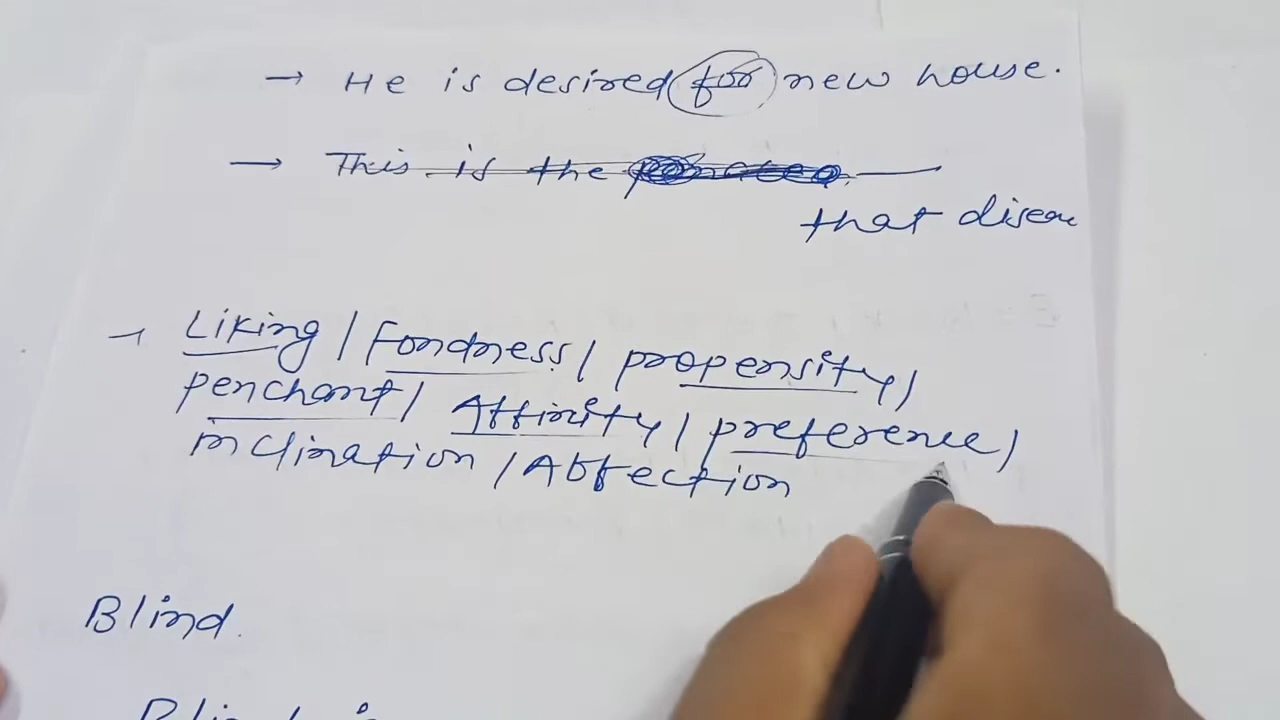 → He is desired for new house.
→ This is the
that
→ Liking / Fondness / propensity /
penchant / Affinity / preference /
inclination / Affection
Blind.
Blind